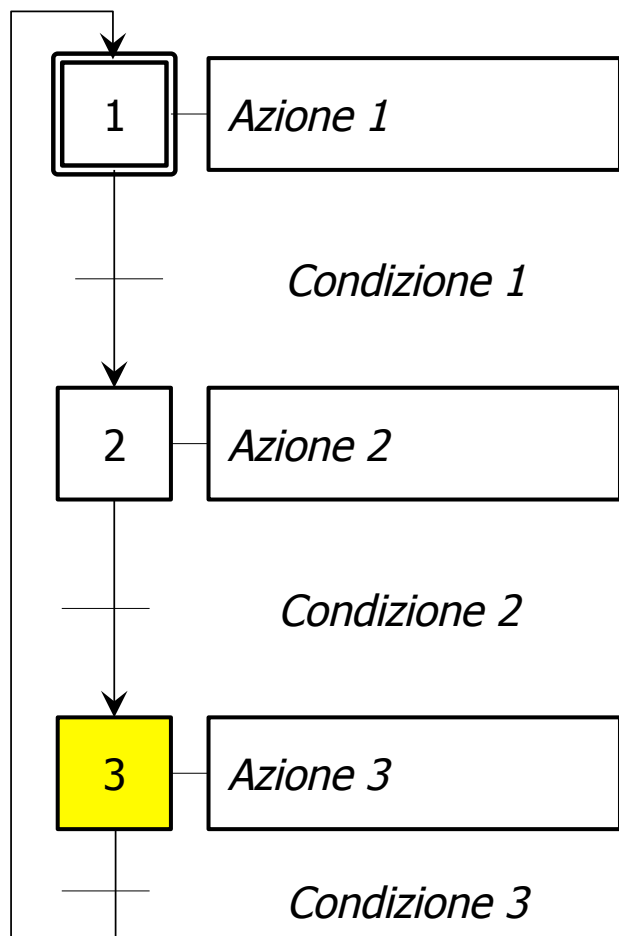 1
Azione 1
Condizione 1
2
Azione 2
Condizione 2
3
Azione 3
Condizione 3